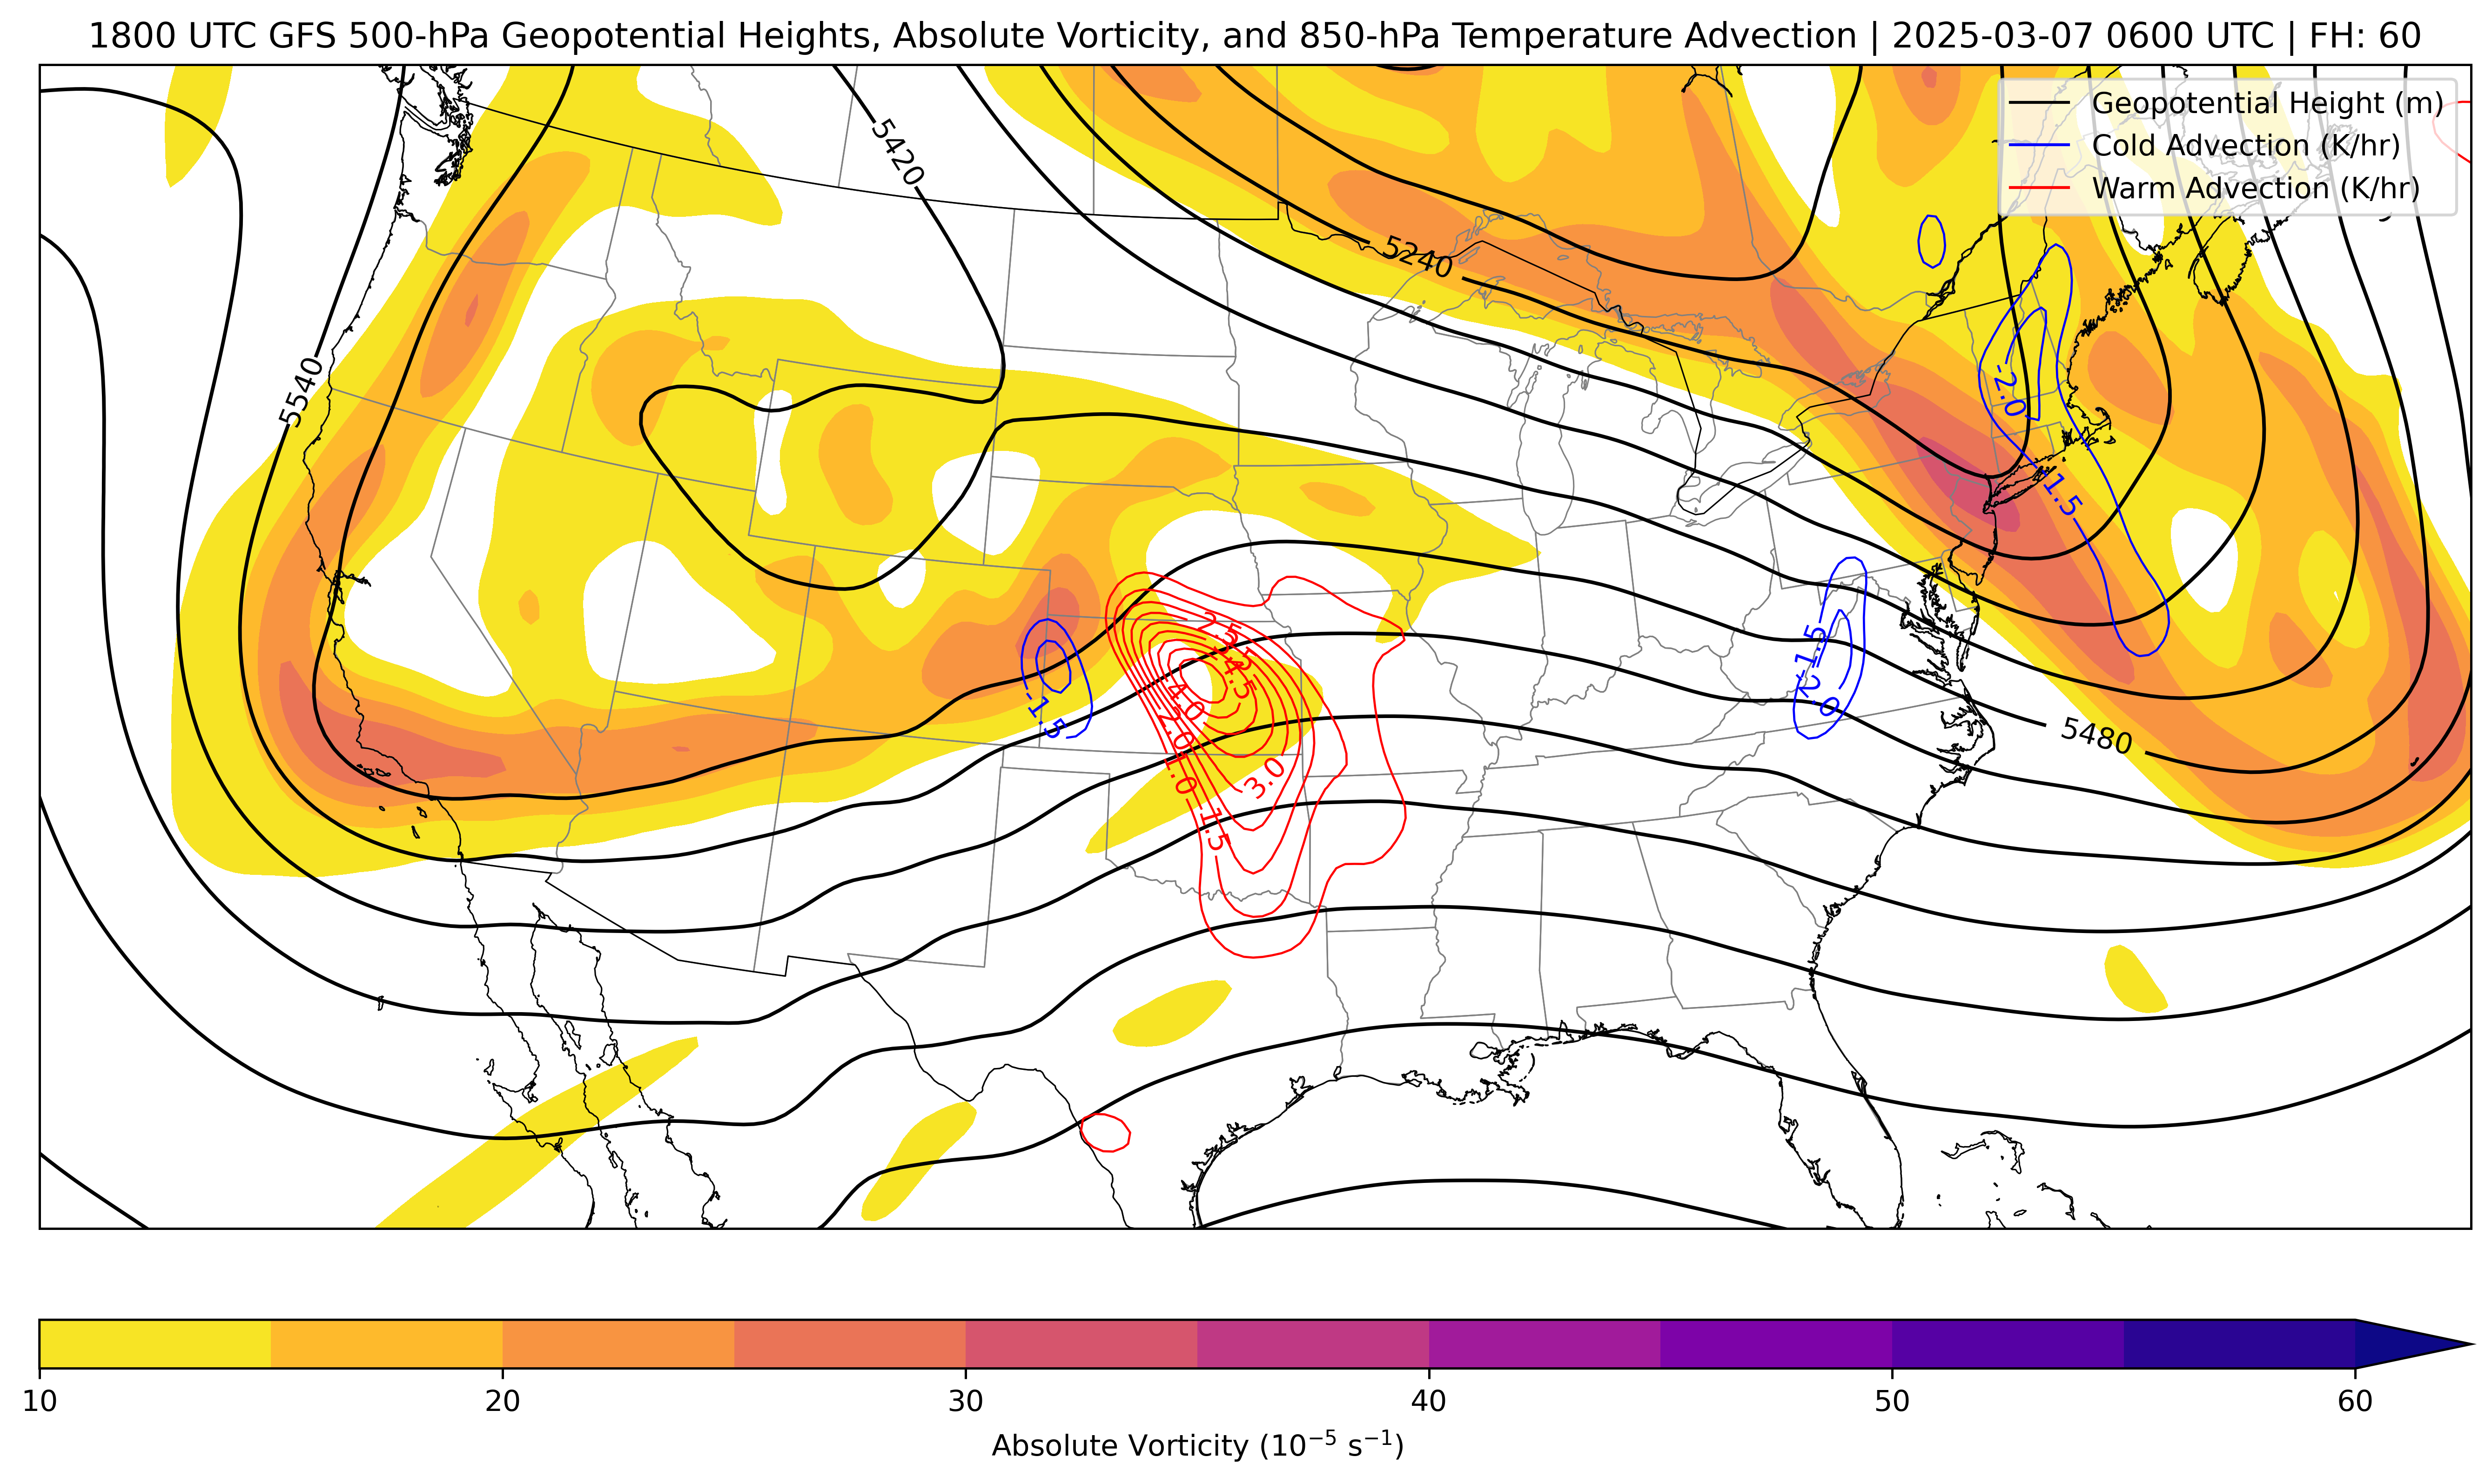 1800 UTC GFS 500-hPa Geopotential Heights, Absolute Vorticity, and 850-hPa Temperature Advection | 2025-03-07 0600 UTC | FH: 60
Geopotential Height (m)
Cold Advection (K/hr)
Warm Advection (K/hr)
5420
5240
5540
-2.0
-1.5
2.5
4.5
-1.5
-2.0
4.0
-1.5
2.0
5480
1.0
3.0
1.5
10 20 30 40 50 60
Absolute Vorticity (10⁻⁵ s⁻¹)